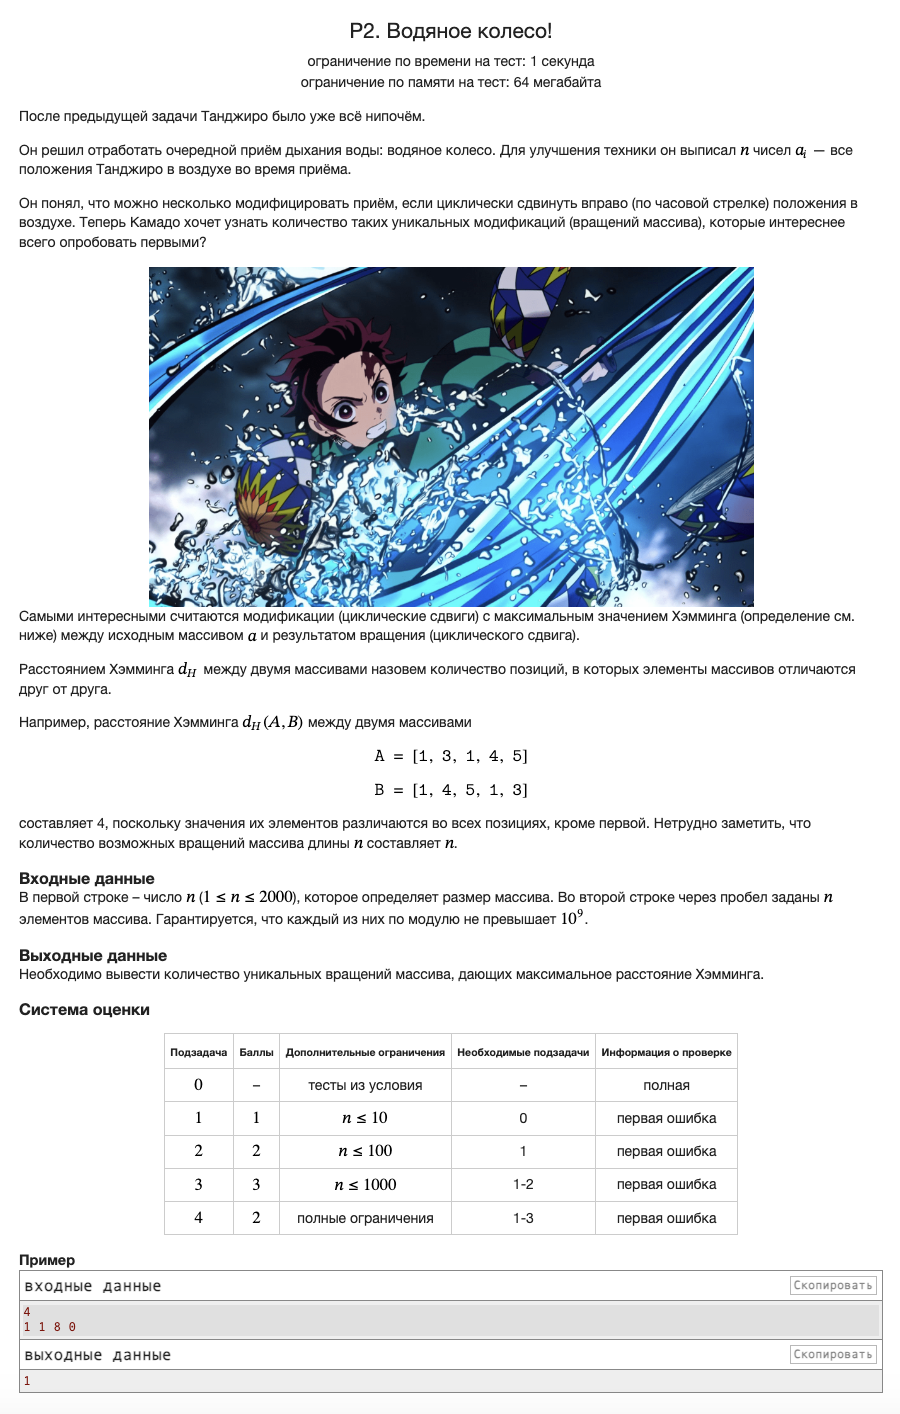 P2. Водяное колесо!
ограничение по времени на тест: 1 секунда
ограничение по памяти на тест: 64 мегабайта
После предыдущей задачи Танджиро было уже всё нипочём.
Он решил отработать очередной приём дыхания воды: водяное колесо. Для улучшения техники он выписал n чисел aᵢ — все
положения Танджиро в воздухе во время приёма.
Он понял, что можно несколько модифицировать приём, если циклически сдвинуть вправо (по часовой стрелке) положения в
воздухе. Теперь Камадо хочет узнать количество таких уникальных модификаций (вращений массива), которые интереснее
всего опробовать первыми?
Самыми интересными считаются модификации (циклические сдвиги) с максимальным значением Хэмминга (определение см.
ниже) между исходным массивом a и результатом вращения (циклического сдвига).
Расстоянием Хэмминга d_H между двумя массивами назовем количество позиций, в которых элементы массивов отличаются
друг от друга.
Например, расстояние Хэмминга d_H(A, B) между двумя массивами
A = [1, 3, 1, 4, 5]
B = [1, 4, 5, 1, 3]
составляет 4, поскольку значения их элементов различаются во всех позициях, кроме первой. Нетрудно заметить, что
количество возможных вращений массива длины n составляет n.
Входные данные
В первой строке – число n (1 ≤ n ≤ 2000), которое определяет размер массива. Во второй строке через пробел заданы n
элементов массива. Гарантируется, что каждый из них по модулю не превышает 10⁹.
Выходные данные
Необходимо вывести количество уникальных вращений массива, дающих максимальное расстояние Хэмминга.
Система оценки
Подзадача Баллы Дополнительные ограничения Необходимые подзадачи Информация о проверке
0 – тесты из условия – полная
1 1 n ≤ 10 0 первая ошибка
2 2 n ≤ 100 1 первая ошибка
3 3 n ≤ 1000 1-2 первая ошибка
4 2 полные ограничения 1-3 первая ошибка
Пример
входные данные Скопировать
4
1 1 8 0
выходные данные Скопировать
1